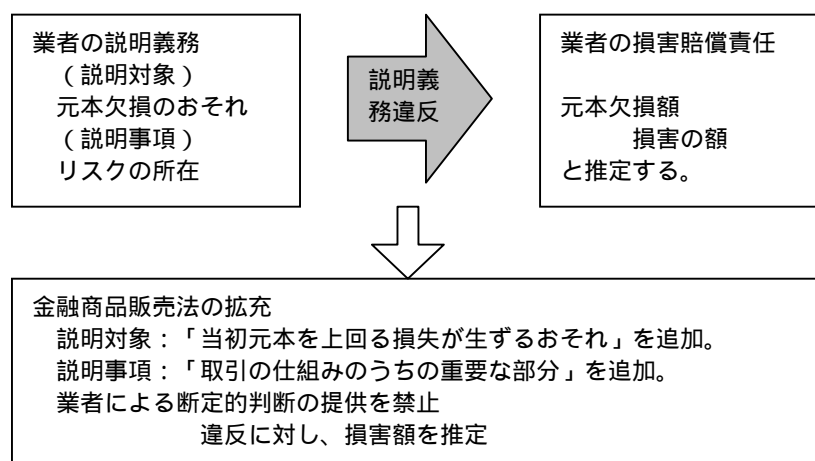 業者の説明義務
（説明対象）
元本欠損のおそれ
（説明事項）
リスクの所在
説明義
務違反
業者の損害賠償責任
元本欠損額
損害の額
と推定する。
金融商品販売法の拡充
説明対象：「当初元本を上回る損失が生ずるおそれ」を追加。
説明事項：「取引の仕組みのうちの重要な部分」を追加。
業者による断定的判断の提供を禁止
違反に対し、損害額を推定